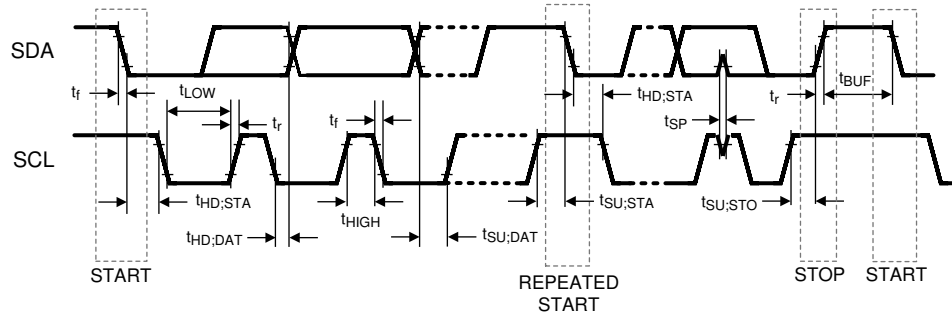 SDA
tf
tLOW
tr
tf
tHD;STA
tSP
tr
tBUF
SCL
tHD;STA
tHD;DAT
tHIGH
tSU;DAT
tSU;STA
tSU;STO
START
REPEATED
START
STOP
START